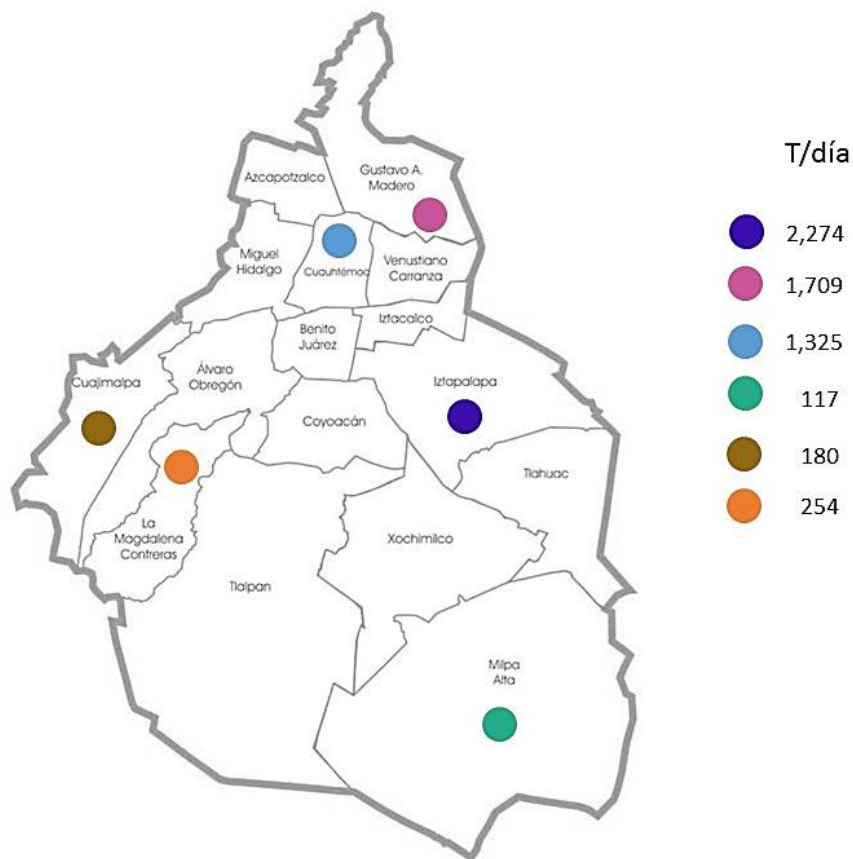 Azcapotzalco
Gustavo A.
Madero
Miguel
Hidalgo
Cuauhtémoc
Venustiano
Carranza
Iztacalco
Benito
Juárez
Cuajimalpa
Álvaro
Obregón
Iztapalapa
Coyoacán
Tlahuac
La
Magdalena
Contreras
Xochimilco
Tlalpan
Milpa
Alta
T/día
2,274
1,709
1,325
117
180
254